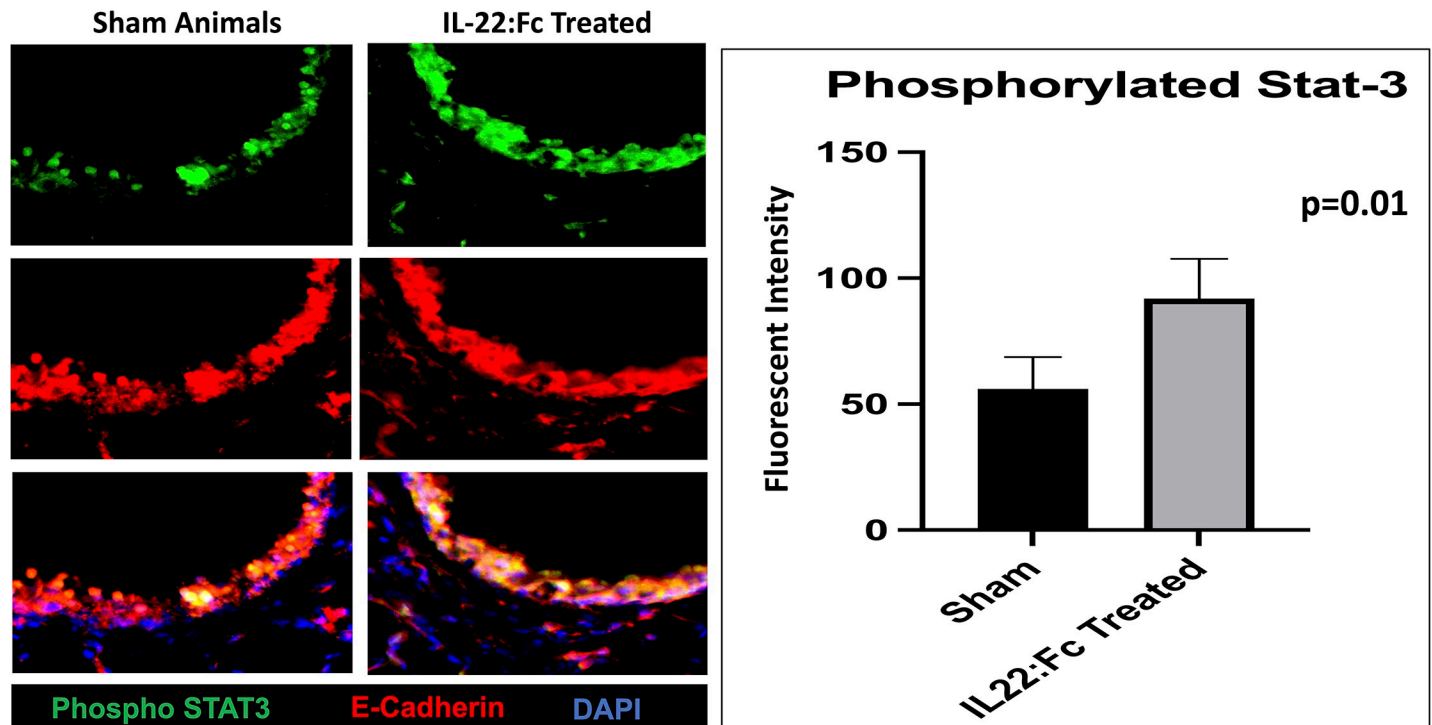 Sham Animals
IL-22:Fc Treated
Phospho STAT3 E-Cadherin DAPI
Phosphorylated Stat-3
p=0.01
Fluorescent Intensity
150
100
50
0
Sham
IL22:Fc Treated